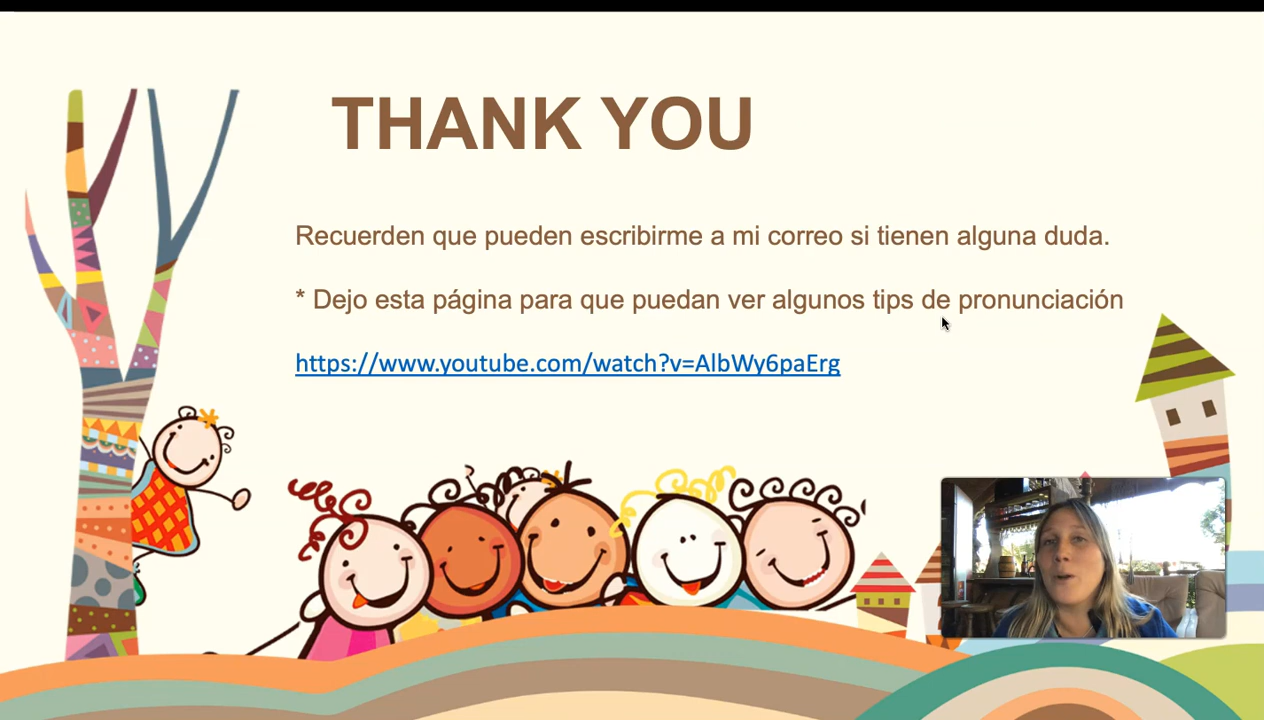 THANK YOU
Recuerden que pueden escribirme a mi correo si tienen alguna duda.
* Dejo esta página para que puedan ver algunos tips de pronunciación
https://www.youtube.com/watch?v=AlbWy6paErg